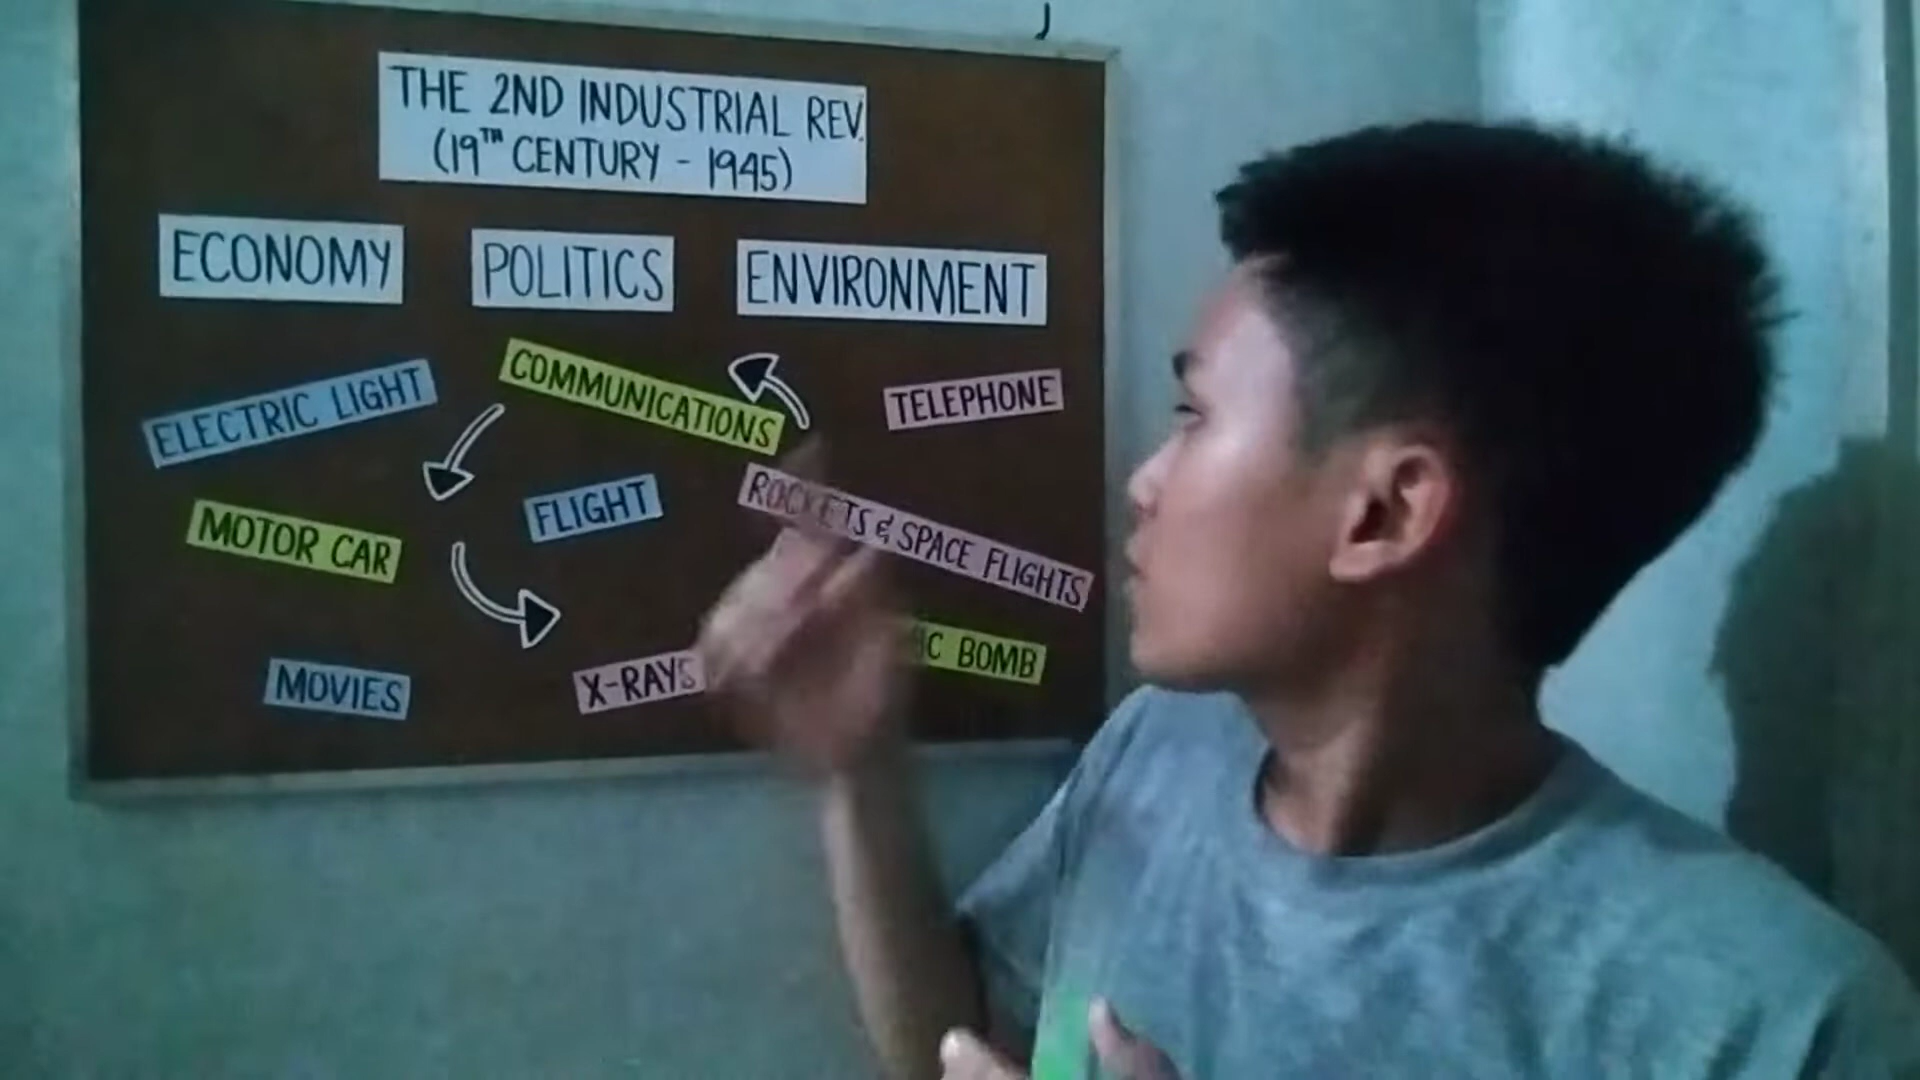 THE 2ND INDUSTRIAL REV.
(19TH CENTURY - 1945)
ECONOMY
POLITICS
ENVIRONMENT
ELECTRIC LIGHT
COMMUNICATIONS
TELEPHONE
MOTOR CAR
FLIGHT
ROCKETS & SPACE FLIGHTS
MOVIES
X-RAYS
BOMB